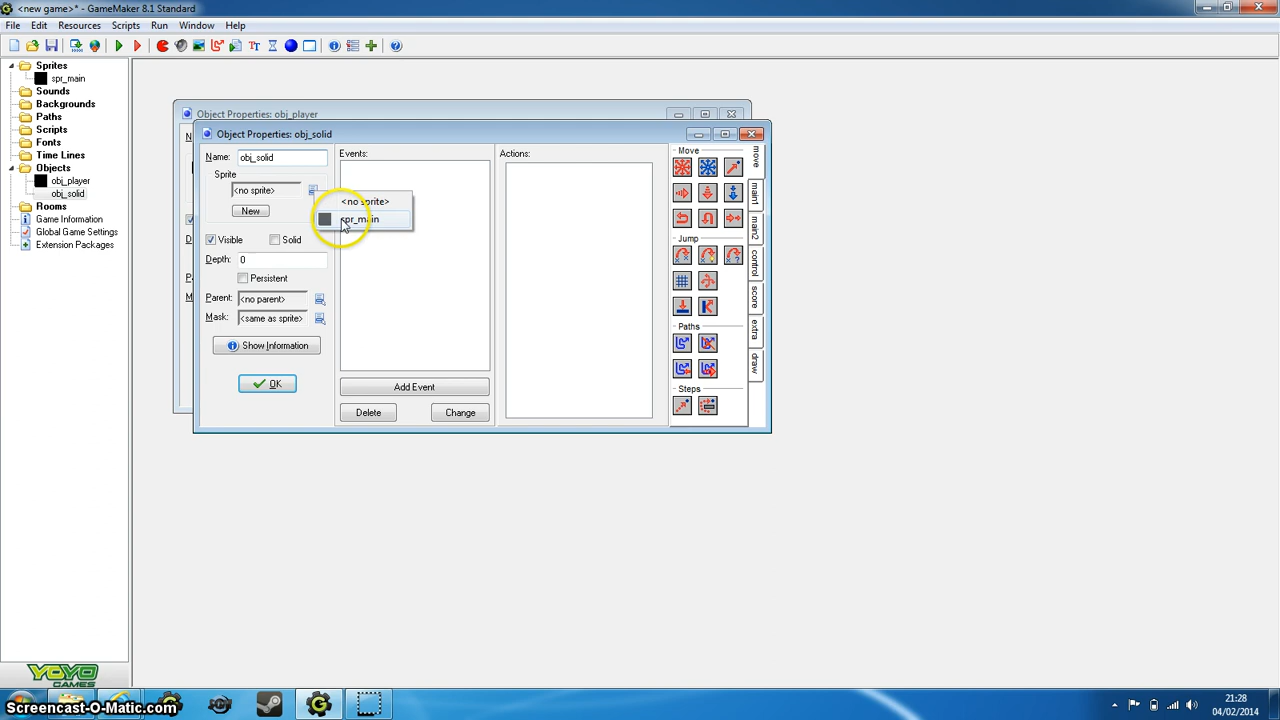 <new game>* - GameMaker 8.1 Standard
File Edit Resources Scripts Run Window Help
Sprites
spr_main
Sounds
Backgrounds
Paths
Scripts
Fonts
Time Lines
Objects
obj_player
obj_solid
Rooms
Game Information
Global Game Settings
Extension Packages
Object Properties: obj_player
Object Properties: obj_solid
Name: obj_solid
Sprite
<no sprite>
New
Visible Solid
Depth: 0
Persistent
Parent: <no parent>
Mask: <same as sprite>
Show Information
OK
<no sprite>
spr_main
Events:
Add Event
Delete Change
Actions:
Move
Jump
Paths
Steps
move
main1
main2
control
score
extra
draw
YOYO
GAMES
Screencast-O-Matic.com
21:28
04/02/2014